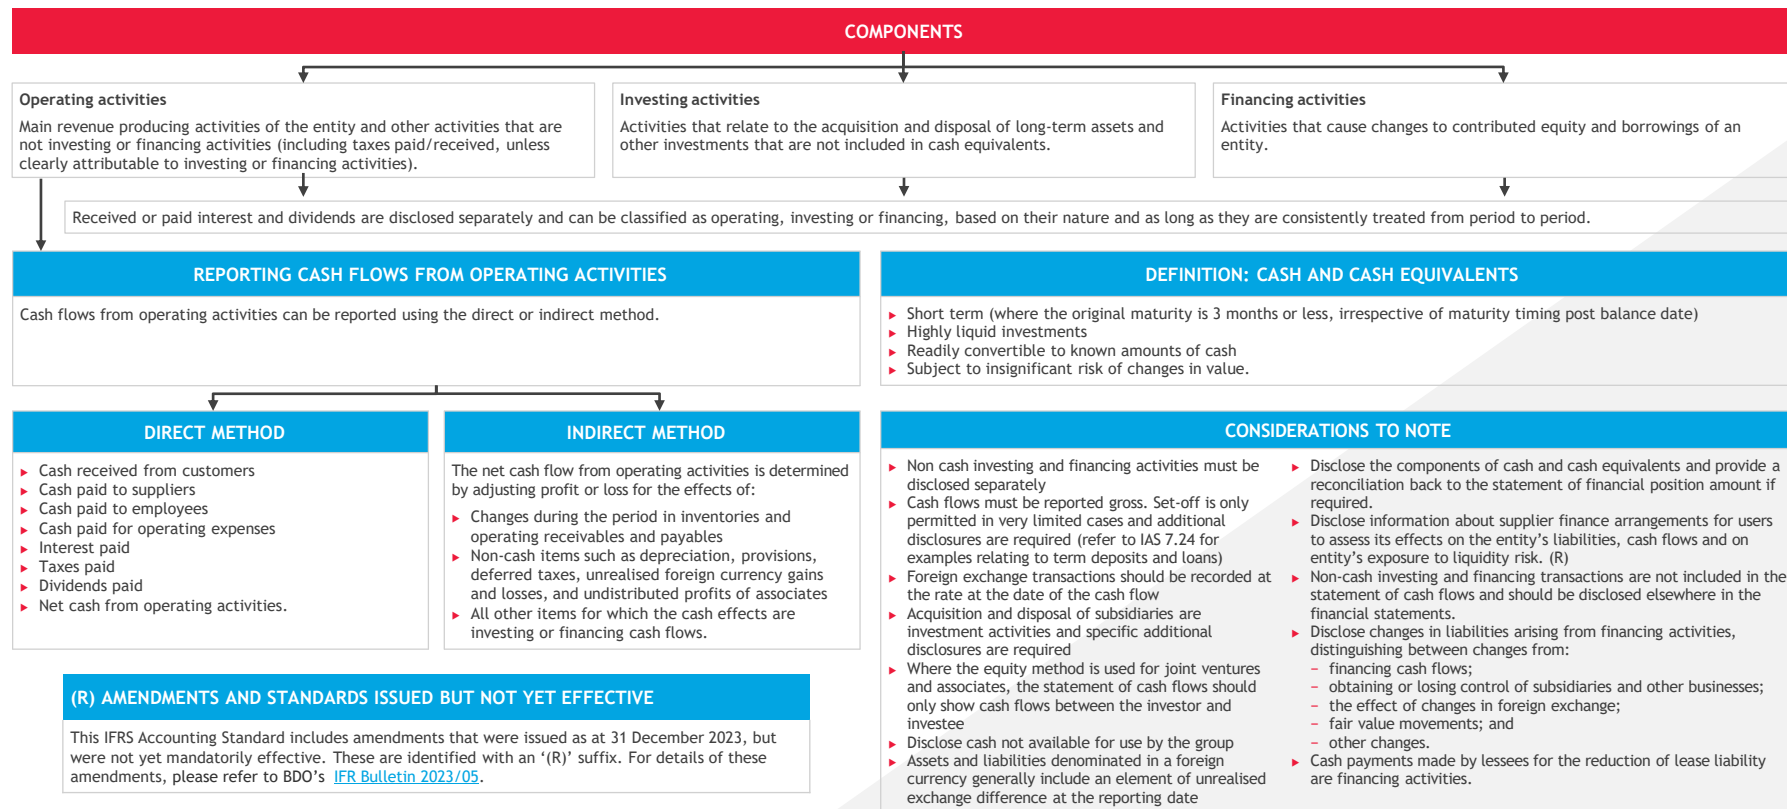 COMPONENTS
Operating activities
Main revenue producing activities of the entity and other activities that are
not investing or financing activities (including taxes paid/received, unless
clearly attributable to investing or financing activities).
Investing activities
Activities that relate to the acquisition and disposal of long-term assets and
other investments that are not included in cash equivalents.
Financing activities
Activities that cause changes to contributed equity and borrowings of an
entity.
Received or paid interest and dividends are disclosed separately and can be classified as operating, investing or financing, based on their nature and as long as they are consistently treated from period to period.
REPORTING CASH FLOWS FROM OPERATING ACTIVITIES
Cash flows from operating activities can be reported using the direct or indirect method.
DEFINITION: CASH AND CASH EQUIVALENTS
► Short term (where the original maturity is 3 months or less, irrespective of maturity timing post balance date)
► Highly liquid investments
► Readily convertible to known amounts of cash
► Subject to insignificant risk of changes in value.
DIRECT METHOD
► Cash received from customers
► Cash paid to suppliers
► Cash paid to employees
► Cash paid for operating expenses
► Interest paid
► Taxes paid
► Dividends paid
► Net cash from operating activities.
INDIRECT METHOD
The net cash flow from operating activities is determined
by adjusting profit or loss for the effects of:
► Changes during the period in inventories and
operating receivables and payables
► Non-cash items such as depreciation, provisions,
deferred taxes, unrealised foreign currency gains
and losses, and undistributed profits of associates
► All other items for which the cash effects are
investing or financing cash flows.
(R) AMENDMENTS AND STANDARDS ISSUED BUT NOT YET EFFECTIVE
This IFRS Accounting Standard includes amendments that were issued as at 31 December 2023, but
were not yet mandatorily effective. These are identified with an ‘(R)’ suffix. For details of these
amendments, please refer to BDO’s IFR Bulletin 2023/05.
CONSIDERATIONS TO NOTE
► Non cash investing and financing activities must be
disclosed separately
► Cash flows must be reported gross. Set-off is only
permitted in very limited cases and additional
disclosures are required (refer to IAS 7.24 for
examples relating to term deposits and loans)
► Foreign exchange transactions should be recorded at
the rate at the date of the cash flow
► Acquisition and disposal of subsidiaries are
investment activities and specific additional
disclosures are required
► Where the equity method is used for joint ventures
and associates, the statement of cash flows should
only show cash flows between the investor and
investee
► Disclose cash not available for use by the group
► Assets and liabilities denominated in a foreign
currency generally include an element of unrealised
exchange difference at the reporting date
► Disclose the components of cash and cash equivalents and provide a
reconciliation back to the statement of financial position amount if
required.
► Disclose information about supplier finance arrangements for users
to assess its effects on the entity’s liabilities, cash flows and on
entity’s exposure to liquidity risk. (R)
► Non-cash investing and financing transactions are not included in the
statement of cash flows and should be disclosed elsewhere in the
financial statements.
► Disclose changes in liabilities arising from financing activities,
distinguishing between changes from:
− financing cash flows;
− obtaining or losing control of subsidiaries and other businesses;
− the effect of changes in foreign exchange;
− fair value movements; and
− other changes.
► Cash payments made by lessees for the reduction of lease liability
are financing activities.